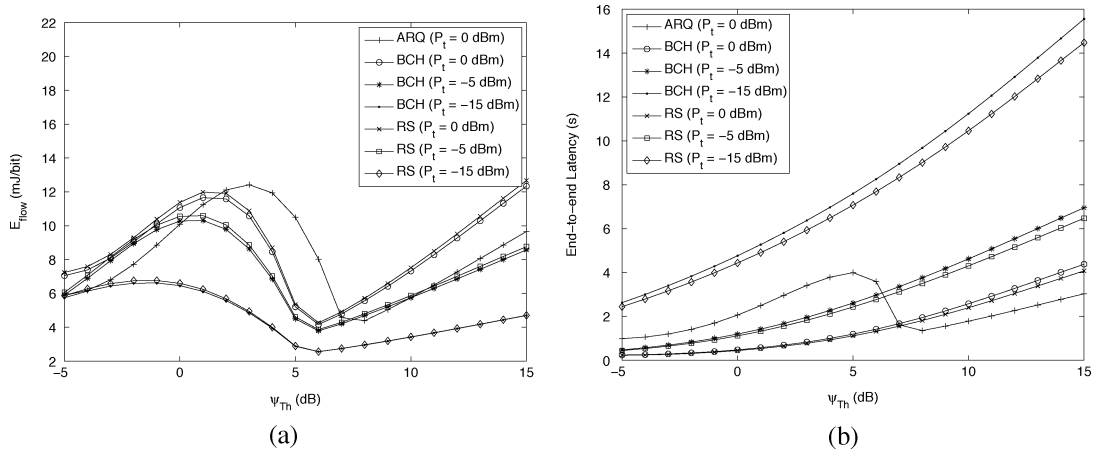 22
20
18
16
14
12
10
8
6
4
2
E_flow (mJ/bit)
-5
0
5
10
15
Ψ_Th (dB)
ARQ (P_t = 0 dBm)
BCH (P_t = 0 dBm)
BCH (P_t = −5 dBm)
BCH (P_t = −15 dBm)
RS (P_t = 0 dBm)
RS (P_t = −5 dBm)
RS (P_t = −15 dBm)
(a)
16
14
12
10
8
6
4
2
0
End-to-end Latency (s)
-5
0
5
10
15
Ψ_Th (dB)
ARQ (P_t = 0 dBm)
BCH (P_t = 0 dBm)
BCH (P_t = −5 dBm)
BCH (P_t = −15 dBm)
RS (P_t = 0 dBm)
RS (P_t = −5 dBm)
RS (P_t = −15 dBm)
(b)